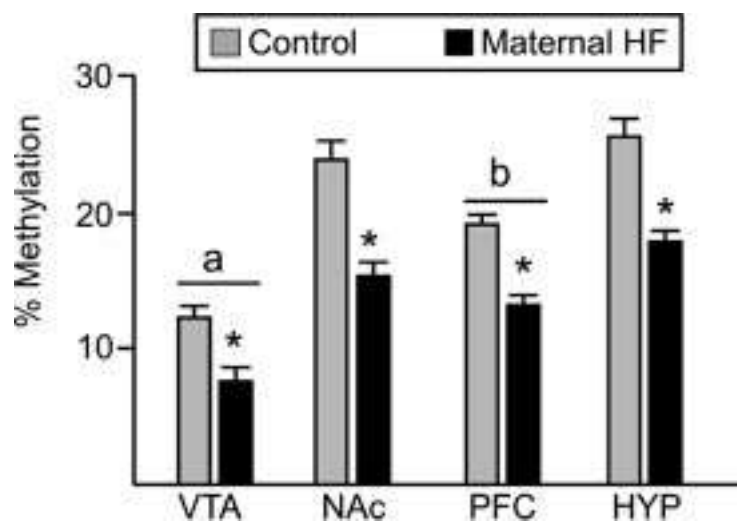 Control Maternal HF
% Methylation
30
20
10
a
b
*
*
*
*
VTA NAc PFC HYP